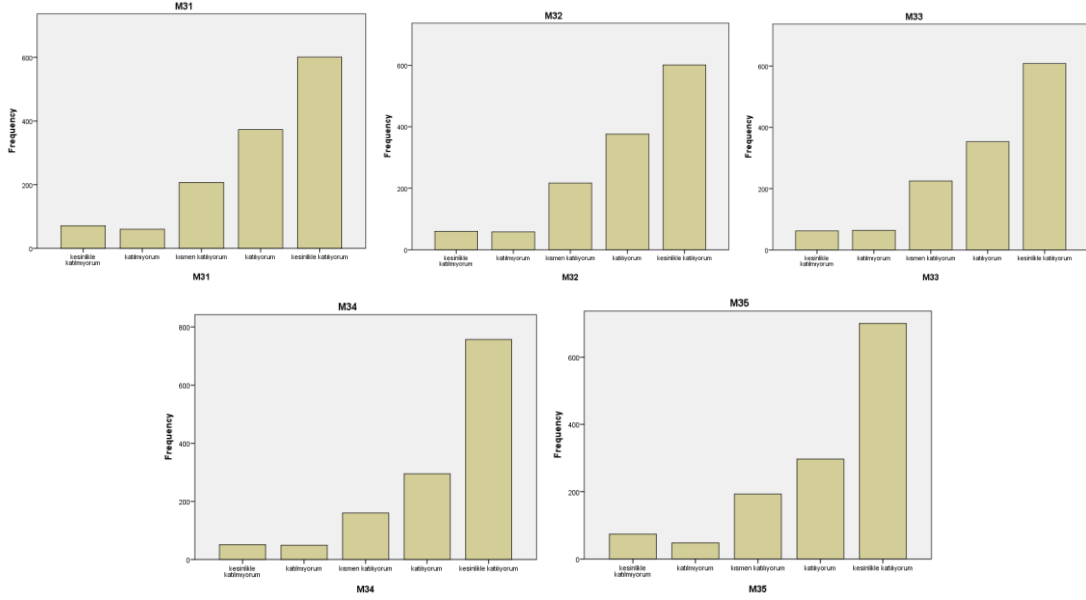 M31
Frequency
600
400
200
0
kesinlikle
katılmıyorum
katılmıyorum
kısmen katılıyorum
katılıyorum
kesinlikle katılıyorum
M31
M32
Frequency
600
400
200
0
kesinlikle
katılmıyorum
katılmıyorum
kısmen katılıyorum
katılıyorum
kesinlikle katılıyorum
M32
M33
Frequency
600
400
200
0
kesinlikle
katılmıyorum
katılmıyorum
kısmen katılıyorum
katılıyorum
kesinlikle katılıyorum
M33
M34
Frequency
800
600
400
200
0
kesinlikle
katılmıyorum
katılmıyorum
kısmen katılıyorum
katılıyorum
kesinlikle katılıyorum
M34
M35
Frequency
600
400
200
0
kesinlikle
katılmıyorum
katılmıyorum
kısmen katılıyorum
katılıyorum
kesinlikle katılıyorum
M35